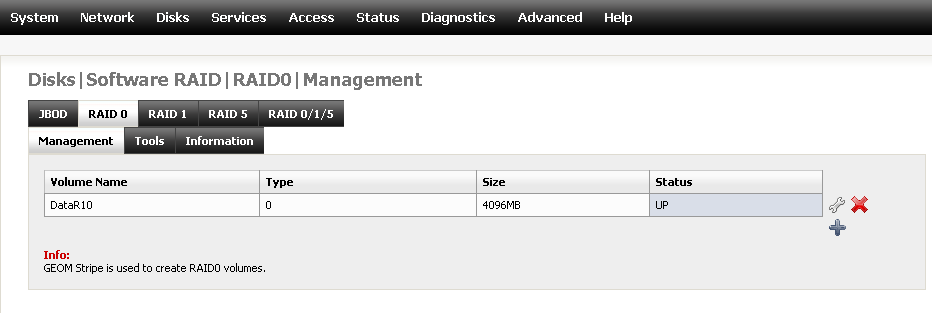 System Network Disks Services Access Status Diagnostics Advanced Help
Disks|Software RAID|RAID0|Management
JBOD RAID 0 RAID 1 RAID 5 RAID 0/1/5
Management Tools Information
Volume Name Type Size Status
DataR10 0 4096MB UP
Info:
GEOM Stripe is used to create RAID0 volumes.